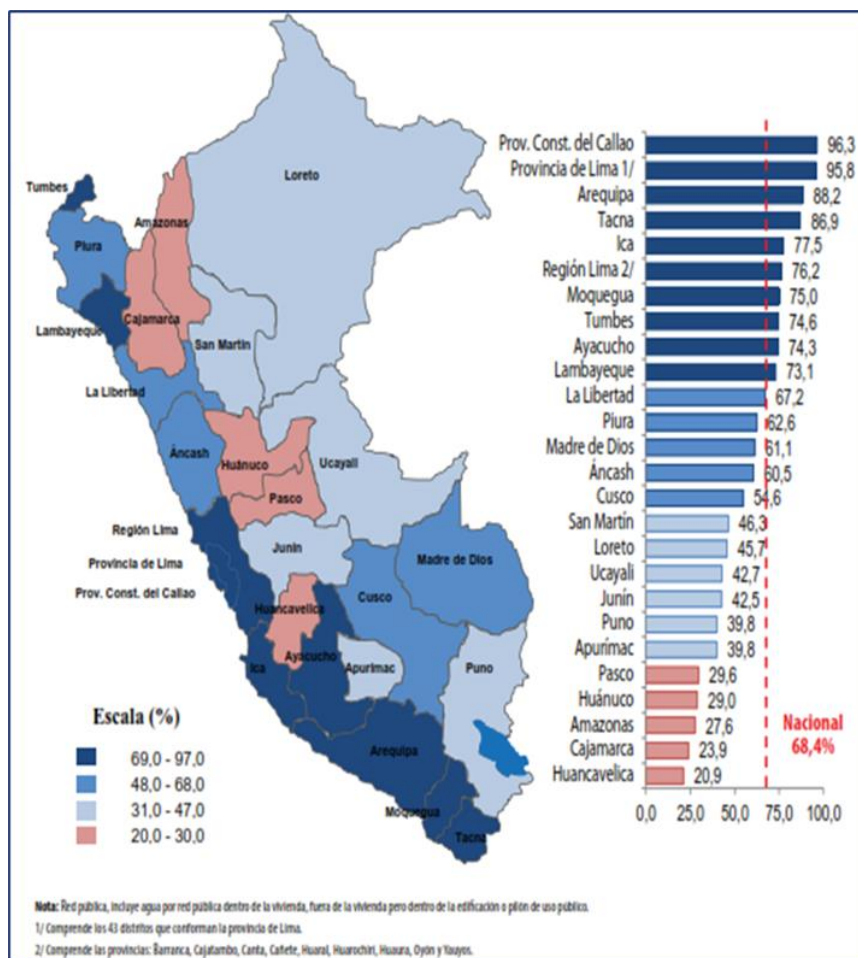 Loreto
Tumbes
Amazonas
Piura
Cajamarca
Lambayeque
San Martín
La Libertad
Áncash
Huánuco
Ucayali
Pasco
Región Lima
Junín
Provincia de Lima
Madre de Dios
Prov. Const. del Callao
Cusco
Huancavelica
Ayacucho
Ica
Apurímac
Puno
Arequipa
Moquegua
Tacna
Escala (%)
69,0 - 97,0
48,0 - 68,0
31,0 - 47,0
20,0 - 30,0
Prov. Const. del Callao 96,3
Provincia de Lima 1/ 95,8
Arequipa 88,2
Tacna 86,9
Ica 77,5
Región Lima 2/ 76,2
Moquegua 75,0
Tumbes 74,6
Ayacucho 74,3
Lambayeque 73,1
La Libertad 67,2
Piura 62,6
Madre de Dios 61,1
Áncash 60,5
Cusco 54,6
San Martín 46,3
Loreto 45,7
Ucayali 42,7
Junín 42,5
Puno 39,8
Apurímac 39,8
Pasco 29,6
Huánuco 29,0
Amazonas 27,6
Cajamarca 23,9
Huancavelica 20,9
Nacional
68,4%
0,0 25,0 50,0 75,0 100,0
Nota: Red pública, incluye agua por red pública dentro de la vivienda, fuera de la vivienda pero dentro de la edificación o pilón de uso público.
1/ Comprende los 43 distritos que conforman la provincia de Lima.
2/ Comprende las provincias: Barranca, Cajatambo, Canta, Cañete, Huaral, Huarochirí, Huaura, Oyón y Yauyos.